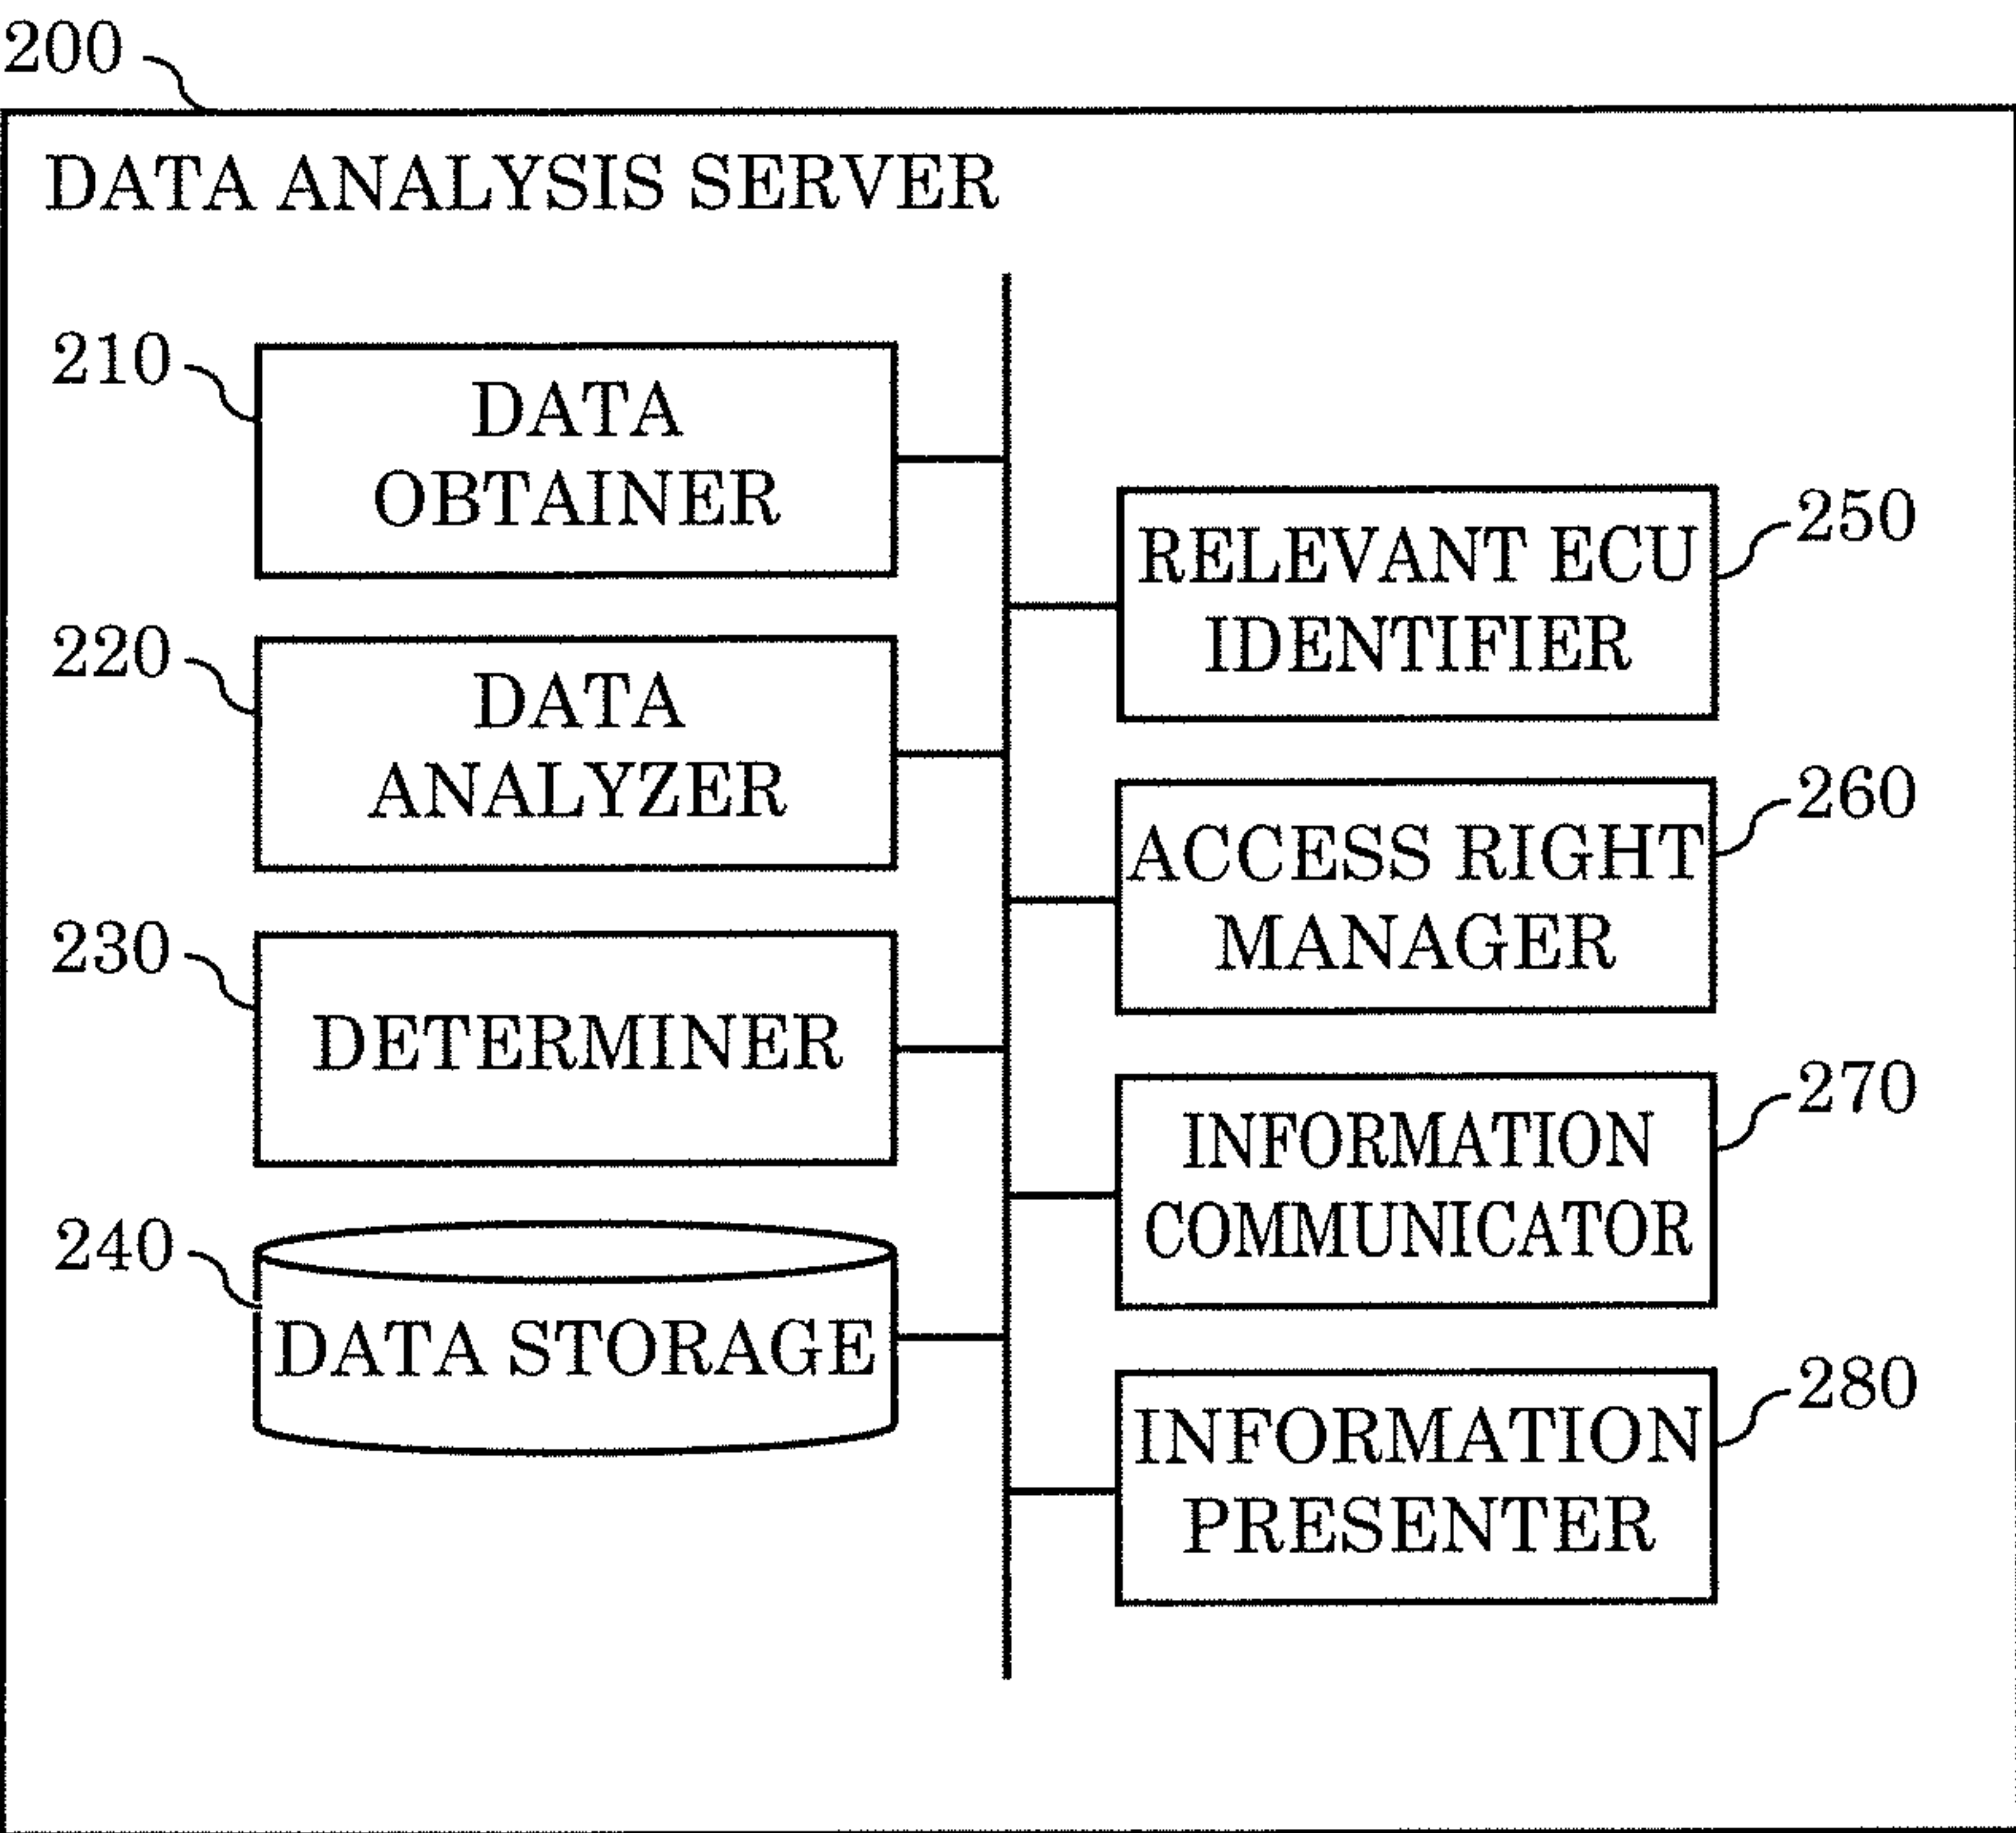 200
DATA ANALYSIS SERVER
210
DATA
OBTAINER
220
DATA
ANALYZER
230
DETERMINER
240
DATA STORAGE
RELEVANT ECU
IDENTIFIER
250
ACCESS RIGHT
MANAGER
260
INFORMATION
COMMUNICATOR
270
INFORMATION
PRESENTER
280